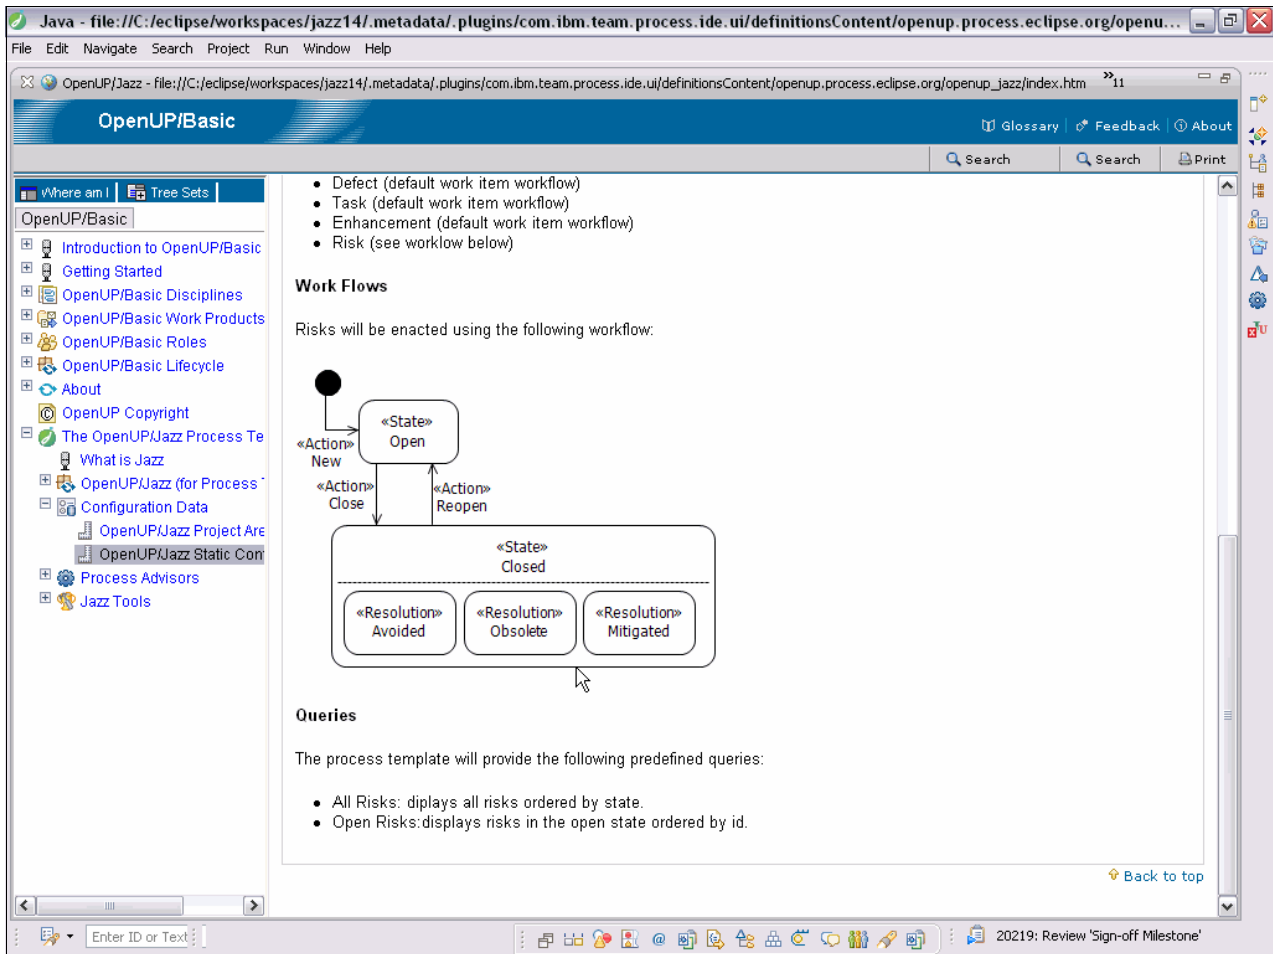 Java - file://C:/eclipse/workspaces/jazz14/.metadata/.plugins/com.ibm.team.process.ide.ui/definitionsContent/openup.process.eclipse.org/openu...
File Edit Navigate Search Project Run Window Help
OpenUP/Jazz - file://C:/eclipse/workspaces/jazz14/.metadata/.plugins/com.ibm.team.process.ide.ui/definitionsContent/openup.process.eclipse.org/openup_jazz/index.htm »11
OpenUP/Basic
Glossary Feedback About
Search Search Print
Where am I Tree Sets
OpenUP/Basic
Introduction to OpenUP/Basic
Getting Started
OpenUP/Basic Disciplines
OpenUP/Basic Work Products
OpenUP/Basic Roles
OpenUP/Basic Lifecycle
About
OpenUP Copyright
The OpenUP/Jazz Process Te
What is Jazz
OpenUP/Jazz (for Process
Configuration Data
OpenUP/Jazz Project Are
OpenUP/Jazz Static Con
Process Advisors
Jazz Tools
• Defect (default work item workflow)
• Task (default work item workflow)
• Enhancement (default work item workflow)
• Risk (see worklow below)
Work Flows
Risks will be enacted using the following workflow:
«State»
Open
«Action»
New
«Action»
Close
«Action»
Reopen
«State»
Closed
«Resolution»
Avoided
«Resolution»
Obsolete
«Resolution»
Mitigated
Queries
The process template will provide the following predefined queries:
• All Risks: diplays all risks ordered by state.
• Open Risks:displays risks in the open state ordered by id.
Back to top
Enter ID or Text
20219: Review 'Sign-off Milestone'